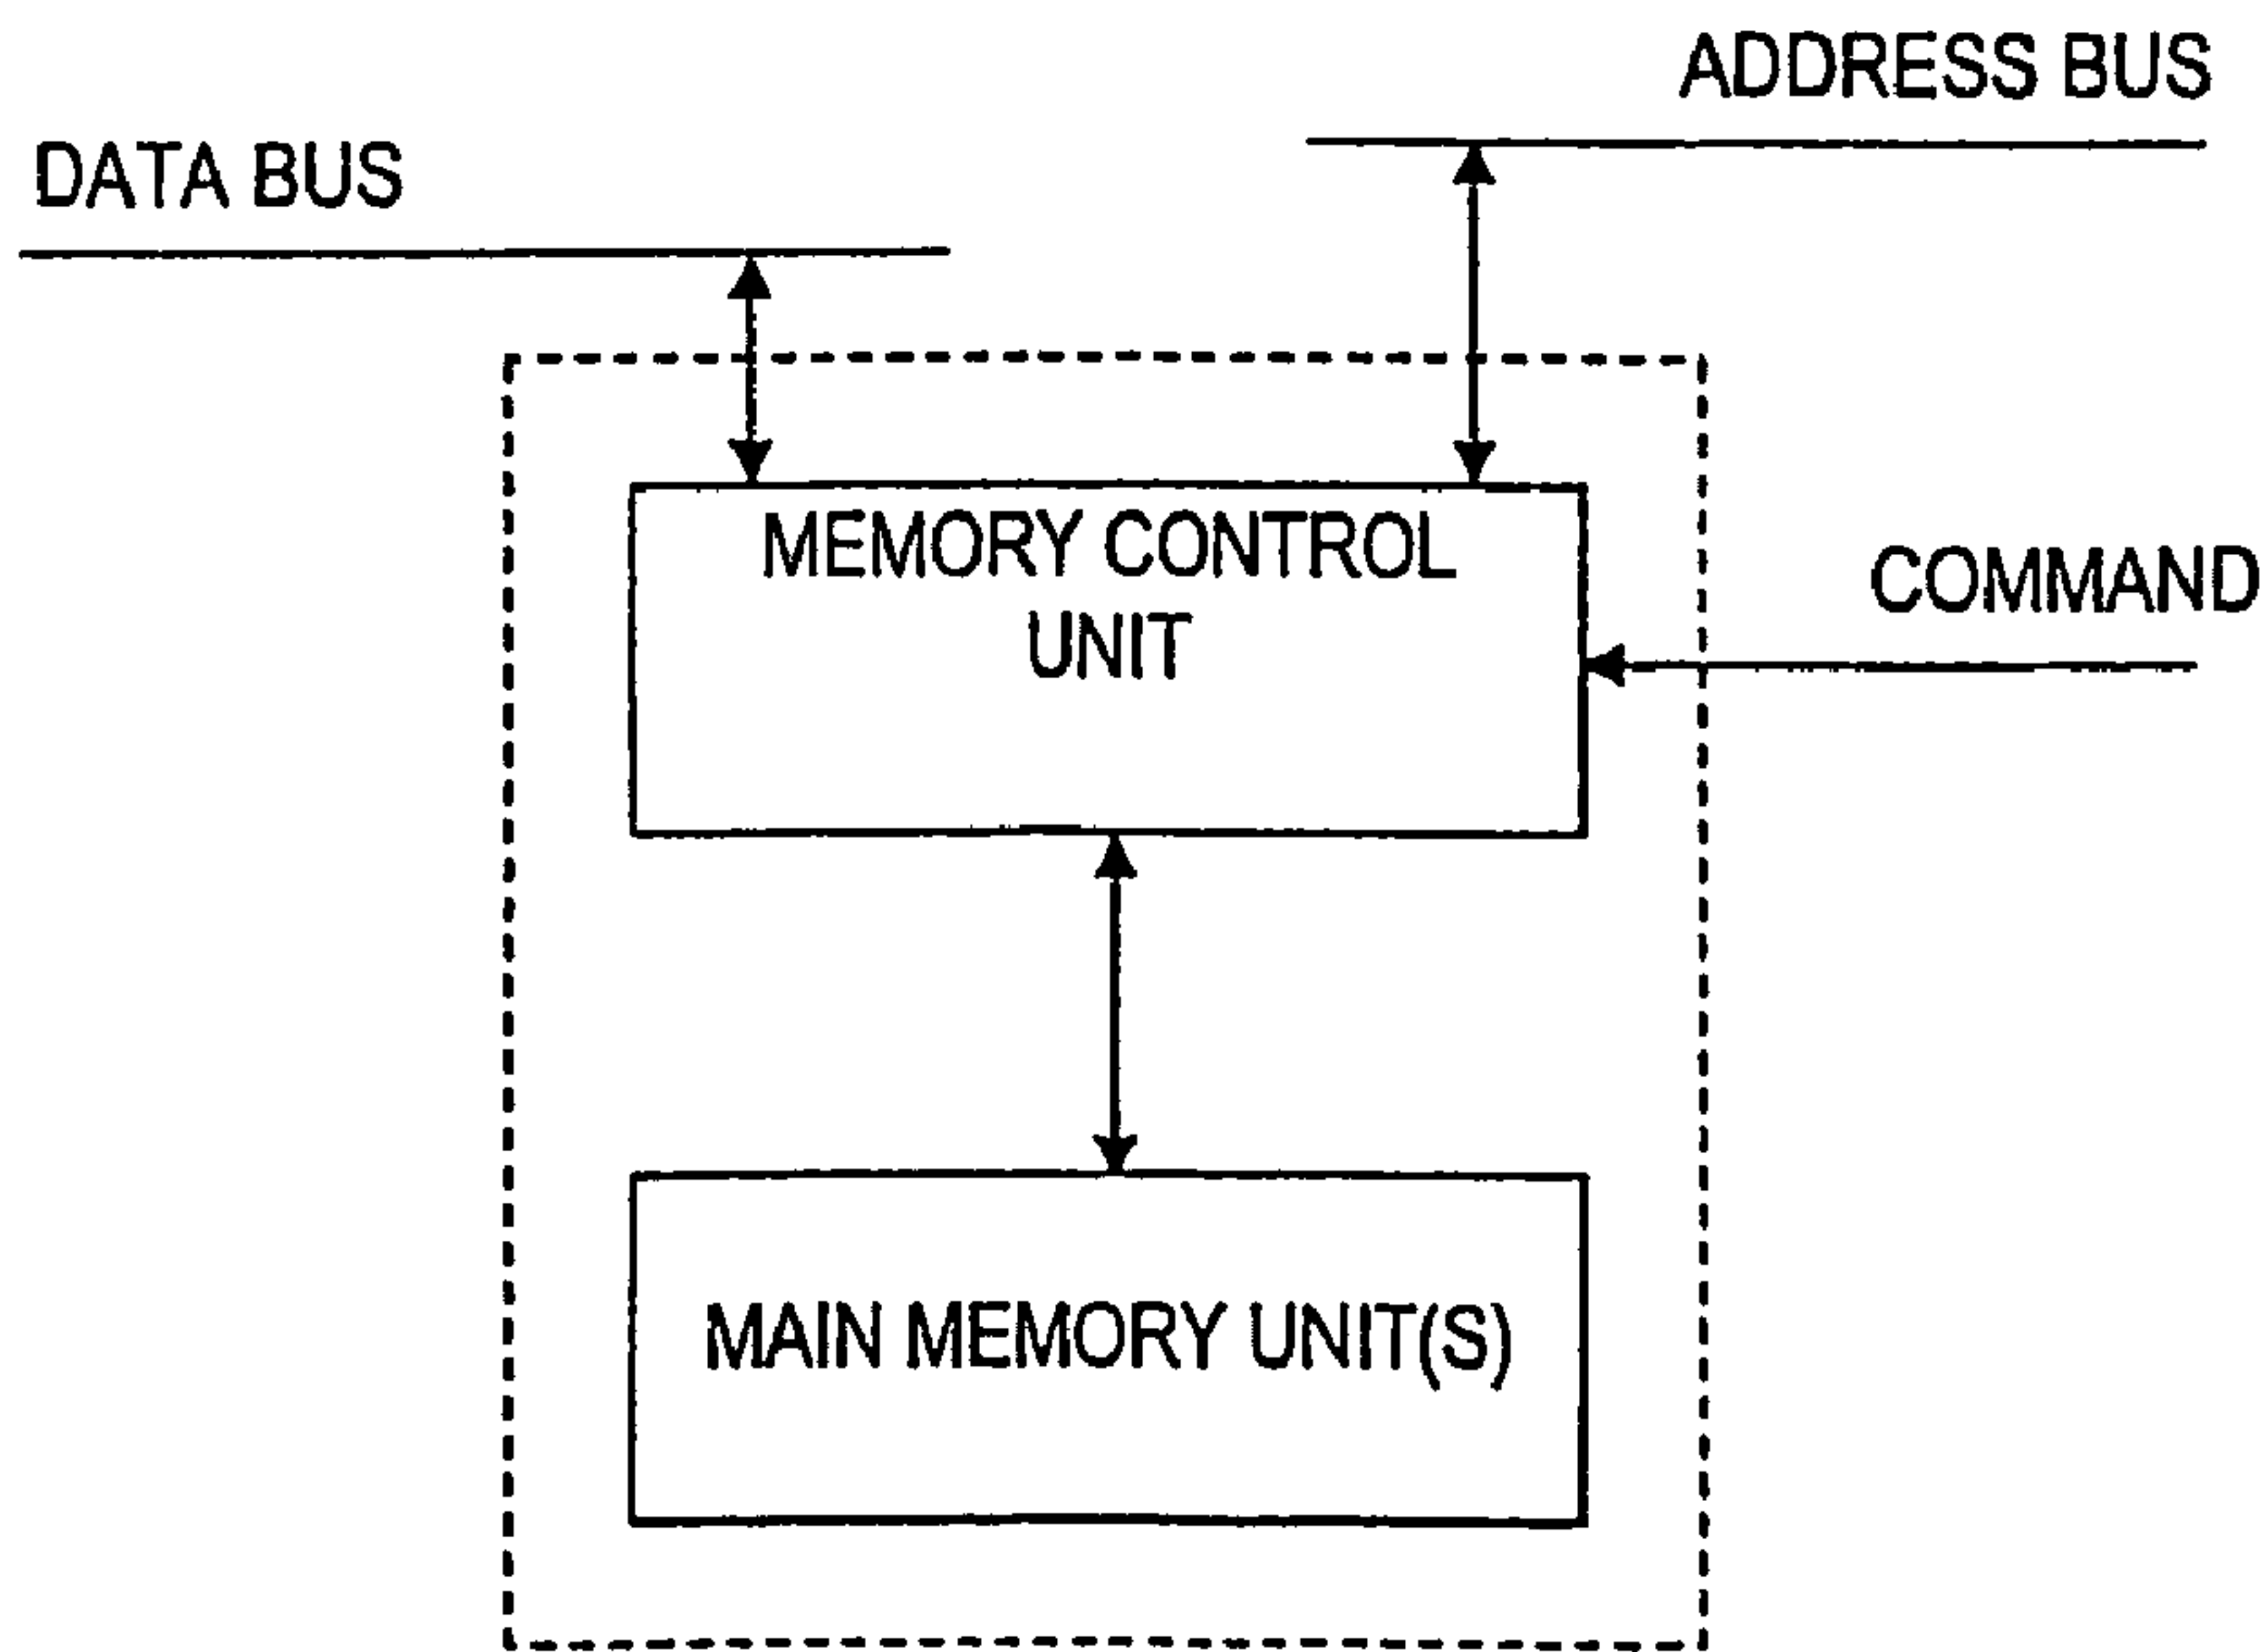 ADDRESS BUS
DATA BUS
MEMORY CONTROL
UNIT
COMMAND
MAIN MEMORY UNIT(S)